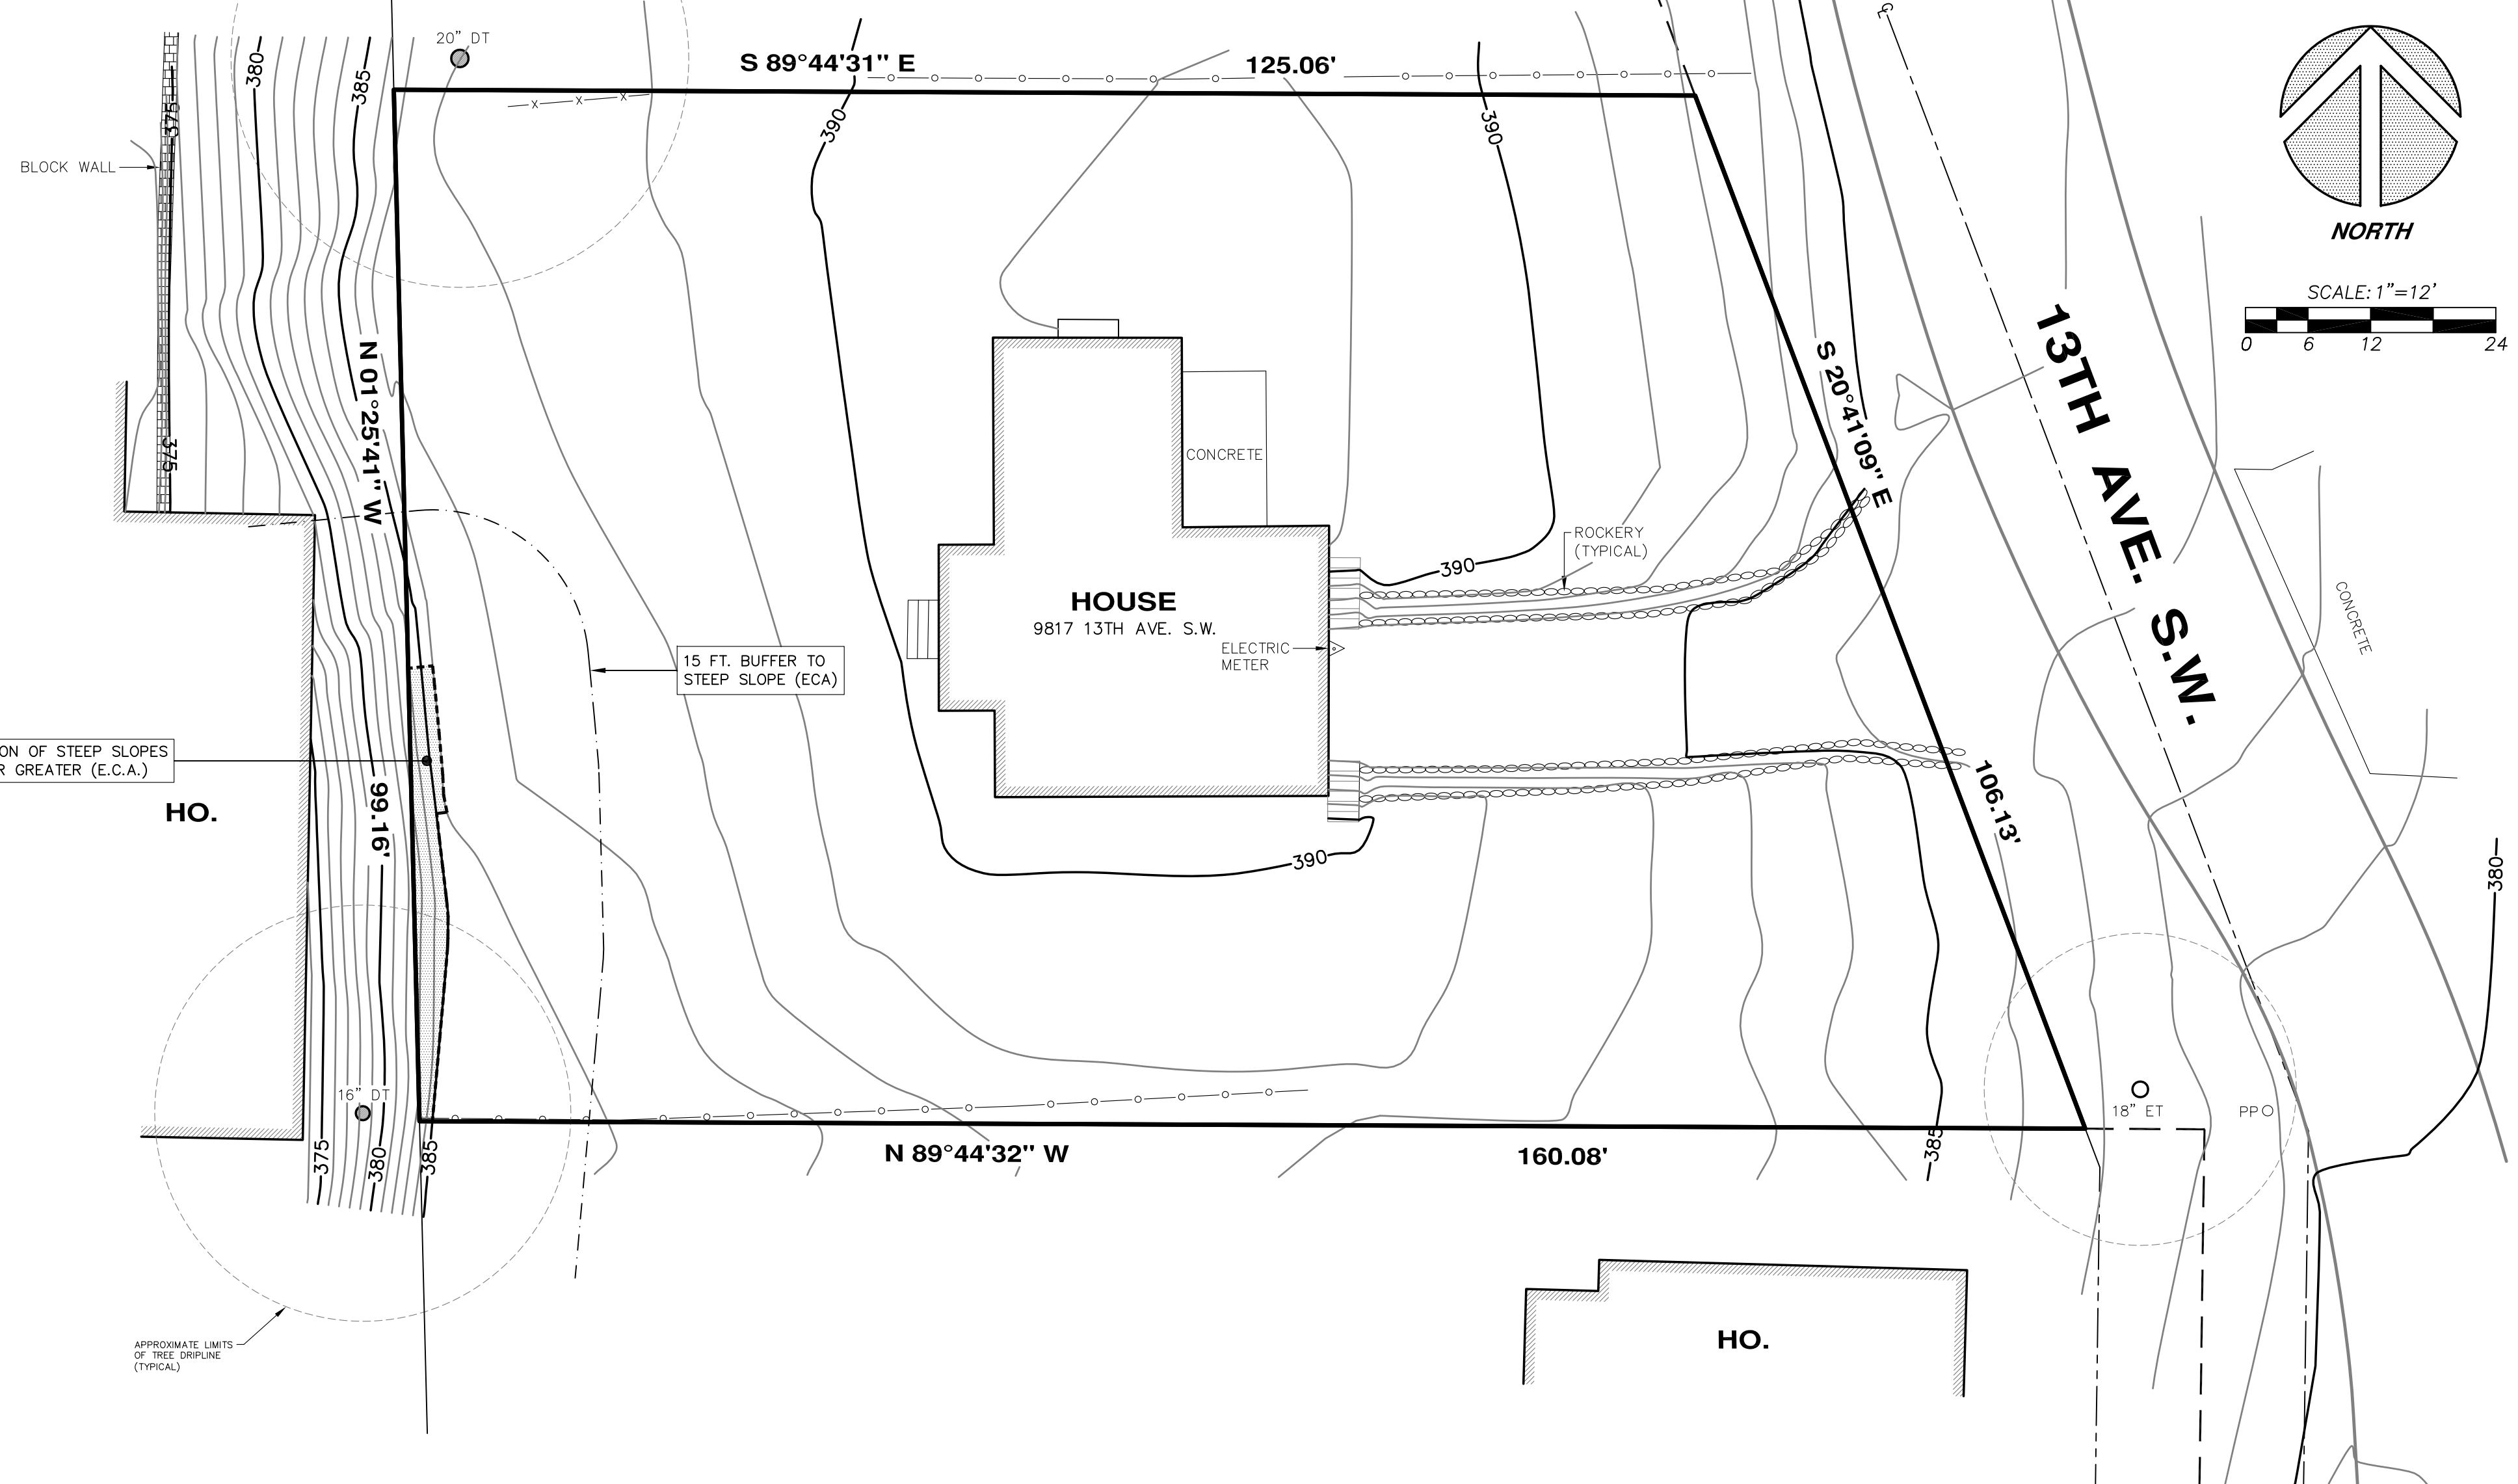 20" DT
S 89°44'31" E
125.06'
NORTH
SCALE: 1"=12'
0 6 12 24
380
385
375
390
390
BLOCK WALL
N 01°25'41" W
99.16'
375
CONCRETE
S 20°41'09" E
106.13'
13TH AVE. S.W.
ROCKERY
(TYPICAL)
390
CONCRETE
HOUSE
9817 13TH AVE. S.W.
ELECTRIC
METER
15 FT. BUFFER TO
STEEP SLOPE (ECA)
ON OF STEEP SLOPES
R GREATER (E.C.A.)
HO.
390
380
16" DT
375
380
385
N 89°44'32" W
160.08'
385
18" ET
PP
APPROXIMATE LIMITS
OF TREE DRIPLINE
(TYPICAL)
HO.